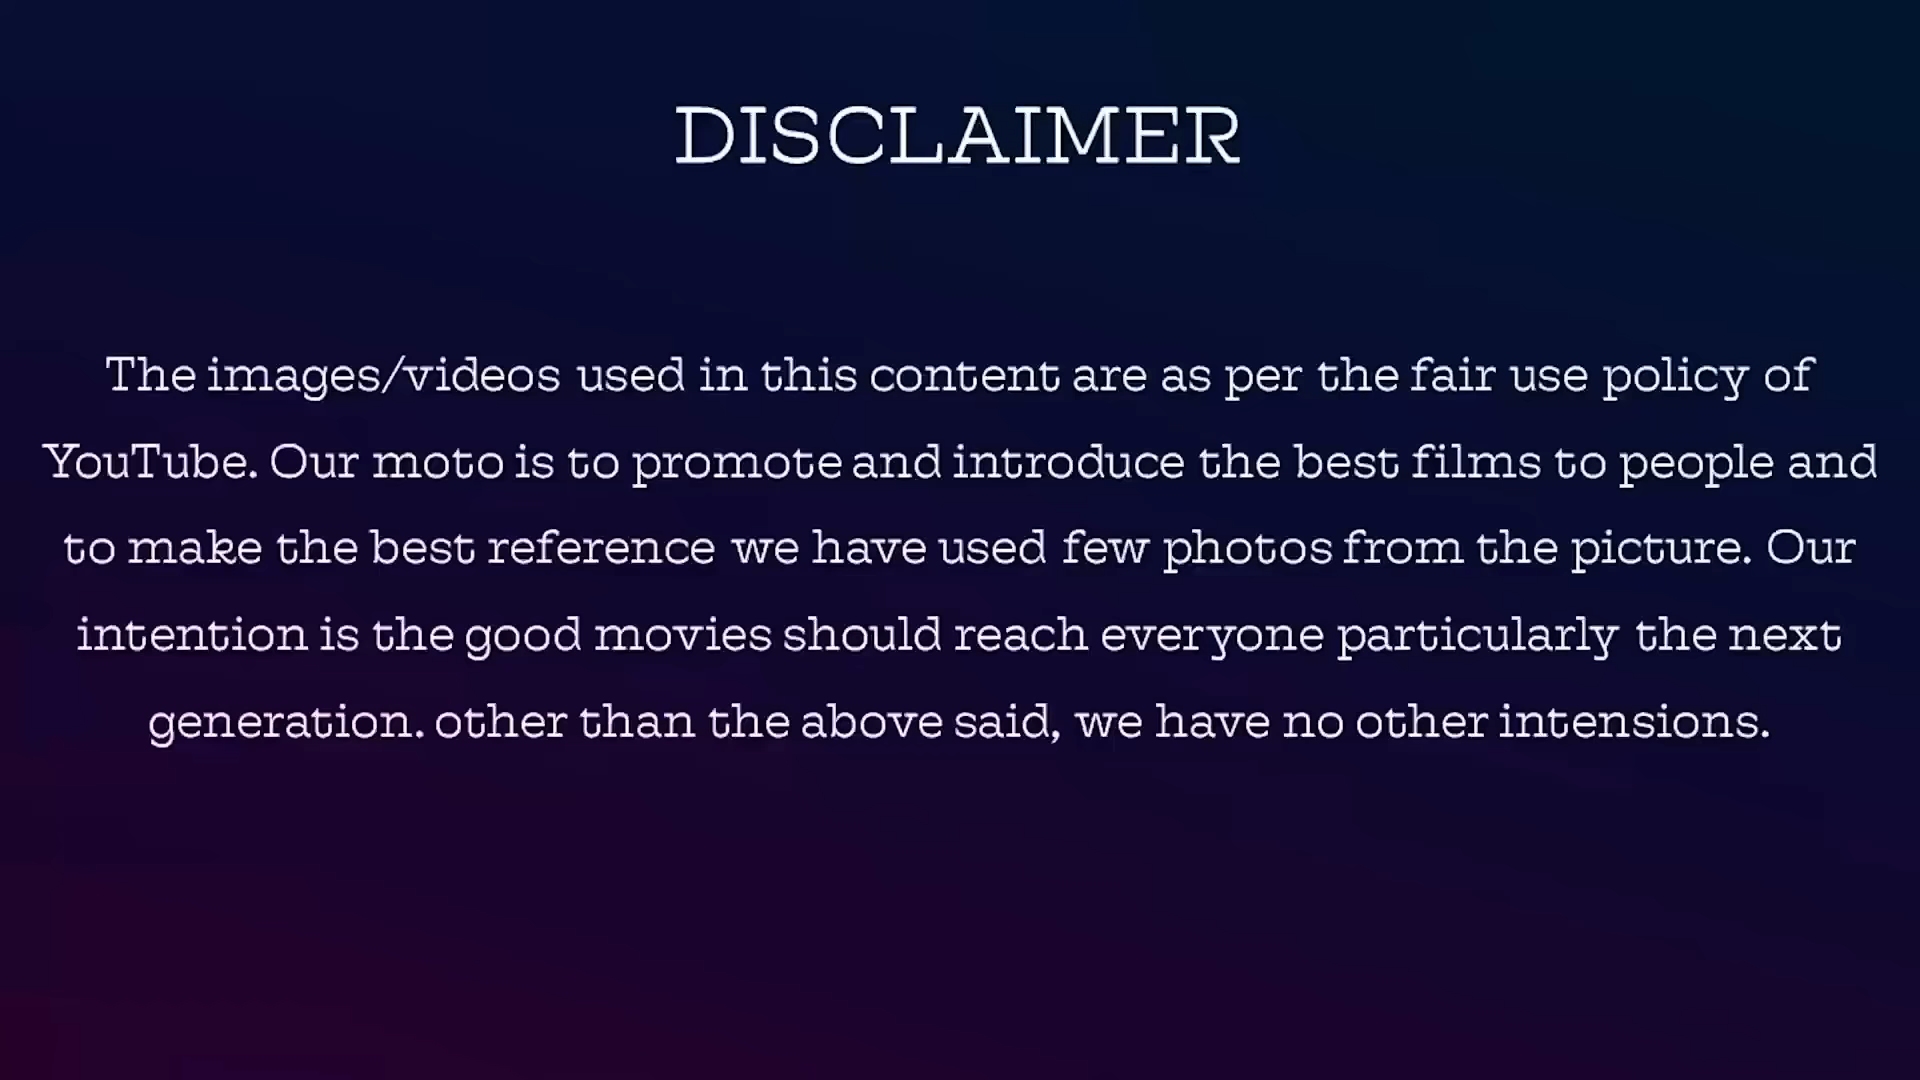 DISCLAIMER
The images/videos used in this content are as per the fair use policy of
YouTube. Our moto is to promote and introduce the best films to people and
to make the best reference we have used few photos from the picture. Our
intention is the good movies should reach everyone particularly the next
generation. other than the above said, we have no other intensions.